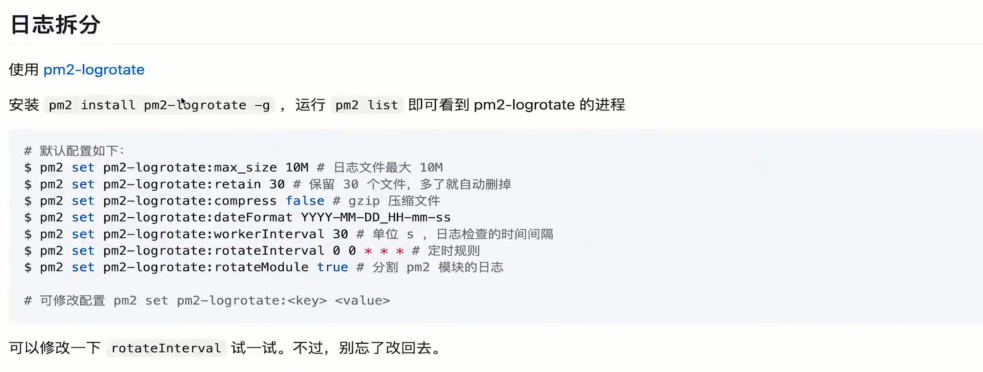 日志拆分
使用 pm2-logrotate
安装 pm2 install pm2-logrotate -g ，运行 pm2 list 即可看到 pm2-logrotate 的进程
# 默认配置如下：
$ pm2 set pm2-logrotate:max_size 10M # 日志文件最大 10M
$ pm2 set pm2-logrotate:retain 30 # 保留 30 个文件，多了就自动删掉
$ pm2 set pm2-logrotate:compress false # gzip 压缩文件
$ pm2 set pm2-logrotate:dateFormat YYYY-MM-DD_HH-mm-ss
$ pm2 set pm2-logrotate:workerInterval 30 # 单位 s ，日志检查的时间间隔
$ pm2 set pm2-logrotate:rotateInterval 0 0 * * * # 定时规则
$ pm2 set pm2-logrotate:rotateModule true # 分割 pm2 模块的日志
# 可修改配置 pm2 set pm2-logrotate:<key> <value>
可以修改一下 rotateInterval 试一试。不过，别忘了改回去。